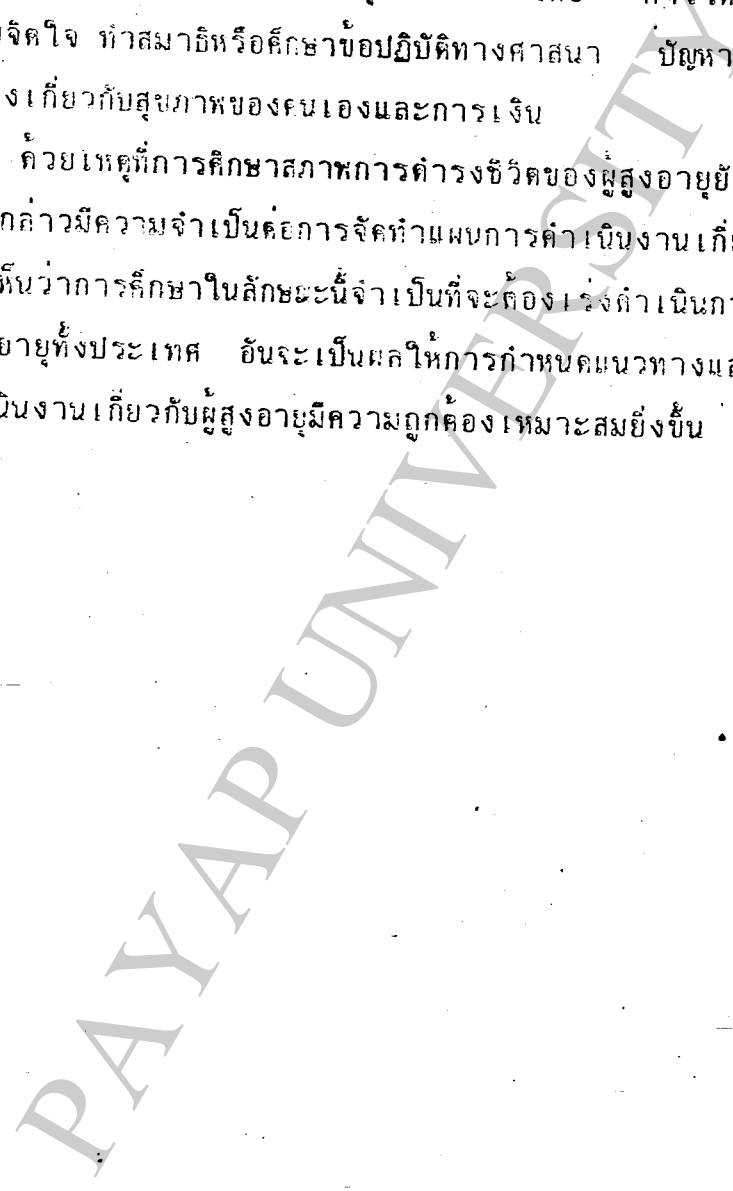 จิตใจ ทำสมาธิหรือศึกษาข้อปฏิบัติทางศาสนา ปัญหา
งเกี่ยวกับสุขภาพของตนเองและการเงิน
ด้วยเหตุที่การศึกษาสภาพการดำรงชีวิตของผู้สูงอายุยั
กล่าวมีความจำเป็นต่อการจัดทำแผนการดำเนินงานเกี่
ห็นว่าการศึกษาในลักษณะนี้จำเป็นที่จะต้องเร่งดำเนินกา
อายุทั้งประเทศ อันจะเป็นผลให้การกำหนดแนวทางแล
นินงานเกี่ยวกับผู้สูงอายุมีความถูกต้องเหมาะสมยิ่งขึ้น
PAYAP UNIVERSITY